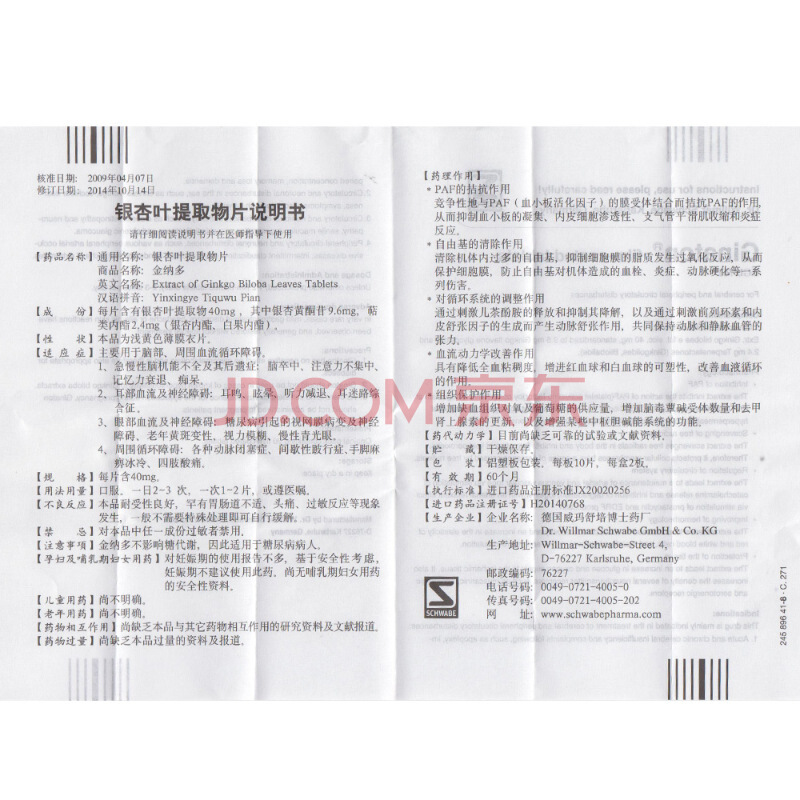 核准日期: 2009年04月07日
修订日期: 2014年10月14日
银杏叶提取物片说明书
请仔细阅读说明书并在医师指导下使用
【药品名称】通用名称: 银杏叶提取物片
商品名称: 金纳多
英文名称: Extract of Ginkgo Biloba Leaves Tablets
汉语拼音: Yinxingye Tiquwu Pian
【成 份】每片含有银杏叶提取物40mg, 其中银杏黄酮苷9.6mg, 萜
类内酯2.4mg（银杏内酯, 白果内酯）。
【性 状】本品为浅黄色薄膜衣片。
【适 应 症】主要用于脑部、周围血流循环障碍。
1、急慢性脑机能不全及其后遗症: 脑卒中、注意力不集中、
记忆力衰退、痴呆。
2、耳部血流及神经障碍: 耳鸣、眩晕、听力减退、耳迷路综
合征。
3、眼部血流及神经障碍: 糖尿病引起的视网膜病变及神经
障碍、老年黄斑变性、视力模糊、慢性青光眼。
4、周围循环障碍: 各种动脉闭塞症、间歇性跛行症、手脚麻
痹冰冷、四肢酸痛。
【规 格】每片含40mg。
【用法用量】口服, 一日2-3 次, 一次1-2片, 或遵医嘱。
【不良反应】本品耐受性良好, 罕有胃肠道不适、头痛、过敏反应等现象
发生, 一般不需要特殊处理即可自行缓解。
【禁 忌】对本品中任一成份过敏者禁用。
【注意事项】金纳多不影响糖代谢, 因此适用于糖尿病病人。
【孕妇及哺乳期妇女用药】对妊娠期的使用报告不多, 基于安全性考虑,
妊娠期不建议使用此药, 尚无哺乳期妇女用药
的安全性资料。
【儿童用药】尚不明确。
【老年用药】尚不明确。
【药物相互作用】尚缺乏本品与其它药物相互作用的研究资料及文献报道。
【药物过量】尚缺乏本品过量的资料及报道。
【药理作用】
* PAF的拮抗作用
竞争性地与PAF（血小板活化因子）的膜受体结合而拮抗PAF的作用,
从而抑制血小板的凝集、内皮细胞渗透性、支气管平滑肌收缩和炎症
反应。
* 自由基的清除作用
清除机体内过多的自由基, 抑制细胞膜的脂质发生过氧化反应, 从而
保护细胞膜, 防止自由基对机体造成的血栓、炎症、动脉硬化等一系
列伤害。
* 对循环系统的调整作用
通过刺激儿茶酚胺的释放和抑制其降解, 以及通过刺激前列环素和内
皮舒张因子的生成而产生动脉舒张作用, 共同保持动脉和静脉血管的
张力。
* 血流动力学改善作用
具有降低全血粘稠度, 增进红血球和白血球的可塑性, 改善血液循环
的作用。
* 组织保护作用
增加缺血组织对氧及葡萄糖的供应量, 增加脑毒蕈碱受体数量和去甲
肾上腺素的更新, 以及增强某些中枢胆碱能系统的功能。
【药代动力学】目前尚缺乏可靠的试验或文献资料。
【贮 藏】干燥保存。
【包 装】铝塑板包装, 每板10片, 每盒2板。
【有 效 期】60个月
【执行标准】进口药品注册标准JX20020256
【进口药品注册证号】H20140768
【生产企业】企业名称: 德国威玛舒培博士药厂
Dr. Willmar Schwabe GmbH & Co. KG
生产地址: Willmar-Schwabe-Street 4,
D-76227 Karlsruhe, Germany
邮政编码: 76227
电话号码: 0049-0721-4005-0
传真号码: 0049-0721-4005-202
网 址: www.schwabepharma.com
SCHWABE
245 896 41-8 · C. 271
JD.COM 京东